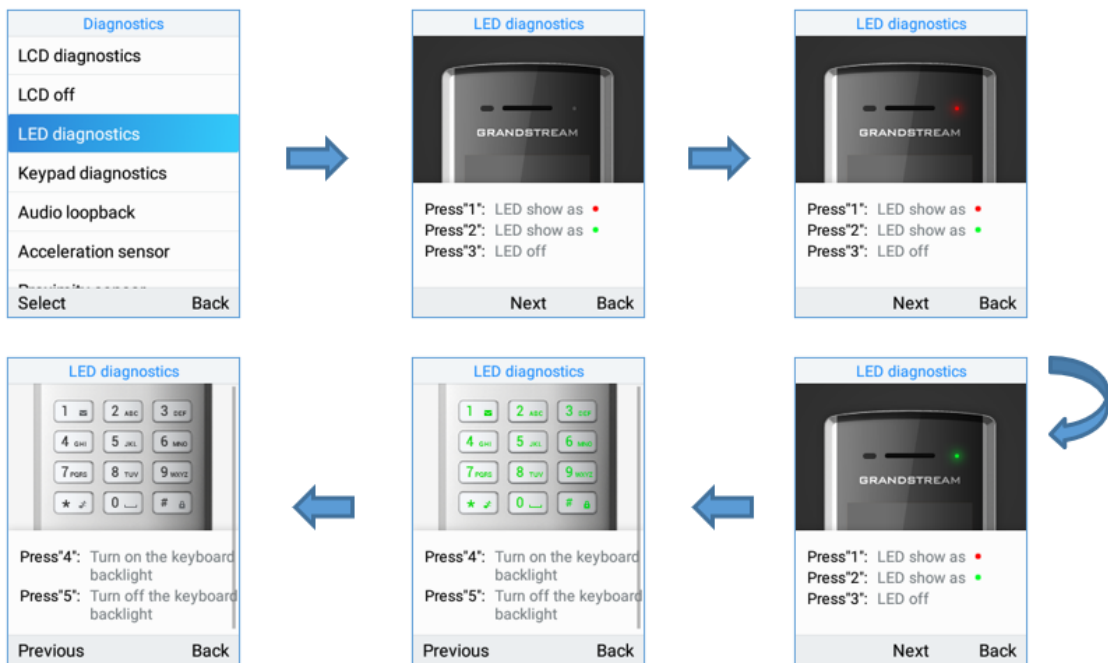 Diagnostics
LCD diagnostics
LCD off
LED diagnostics
Keypad diagnostics
Audio loopback
Acceleration sensor
Proximity sensor
Select Back
LED diagnostics
GRANDSTREAM
Press"1": LED show as
Press"2": LED show as
Press"3": LED off
Next Back
LED diagnostics
GRANDSTREAM
Press"1": LED show as
Press"2": LED show as
Press"3": LED off
Next Back
LED diagnostics
GRANDSTREAM
Press"1": LED show as
Press"2": LED show as
Press"3": LED off
Next Back
LED diagnostics
1 2 ABC 3 DEF
4 GHI 5 JKL 6 MNO
7 PQRS 8 TUV 9 WXYZ
* 0 #
Press"4": Turn on the keyboard
backlight
Press"5": Turn off the keyboard
backlight
Previous Back
LED diagnostics
1 2 ABC 3 DEF
4 GHI 5 JKL 6 MNO
7 PQRS 8 TUV 9 WXYZ
* 0 #
Press"4": Turn on the keyboard
backlight
Press"5": Turn off the keyboard
backlight
Previous Back